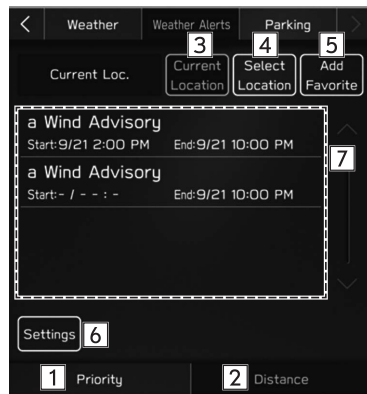 Weather Weather Alerts Parking
3 4 5
Current Loc.
Current Location
Select Location
Add Favorite
a Wind Advisory
Start:9/21 2:00 PM End:9/21 10:00 PM
7
a Wind Advisory
Start:- / - - : - End:9/21 10:00 PM
Settings 6
1 Priority 2 Distance